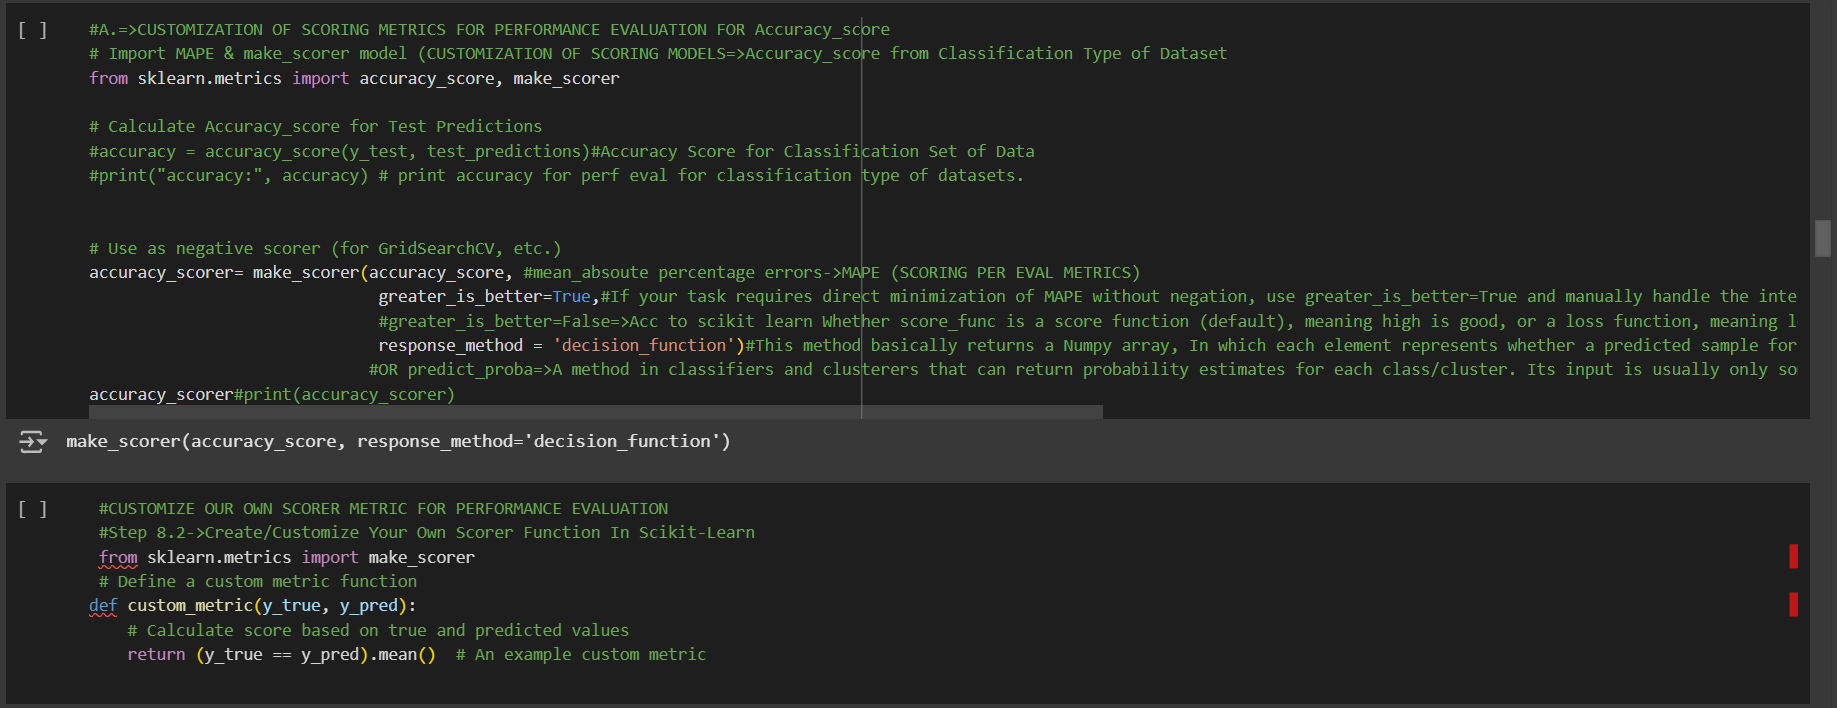 [ ]
#A.=>CUSTOMIZATION OF SCORING METRICS FOR PERFORMANCE EVALUATION FOR Accuracy_score
# Import MAPE & make_scorer model (CUSTOMIZATION OF SCORING MODELS=>Accuracy_score from Classification Type of Dataset
from sklearn.metrics import accuracy_score, make_scorer
# Calculate Accuracy_score for Test Predictions
#accuracy = accuracy_score(y_test, test_predictions)#Accuracy Score for Classification Set of Data
#print("accuracy:", accuracy) # print accuracy for perf eval for classification type of datasets.
# Use as negative scorer (for GridSearchCV, etc.)
accuracy_scorer= make_scorer(accuracy_score, #mean_absoute percentage errors->MAPE (SCORING PER EVAL METRICS)
greater_is_better=True,#If your task requires direct minimization of MAPE without negation, use greater_is_better=True and manually handle the inte
#greater_is_better=False=>Acc to scikit learn Whether score_func is a score function (default), meaning high is good, or a loss function, meaning l
response_method = 'decision_function')#This method basically returns a Numpy array, In which each element represents whether a predicted sample for
#OR predict_proba=>A method in classifiers and clusterers that can return probability estimates for each class/cluster. Its input is usually only so
accuracy_scorer#print(accuracy_scorer)
make_scorer(accuracy_score, response_method='decision_function')
[ ]
#CUSTOMIZE OUR OWN SCORER METRIC FOR PERFORMANCE EVALUATION
#Step 8.2->Create/Customize Your Own Scorer Function In Scikit-Learn
from sklearn.metrics import make_scorer
# Define a custom metric function
def custom_metric(y_true, y_pred):
# Calculate score based on true and predicted values
return (y_true == y_pred).mean()  # An example custom metric